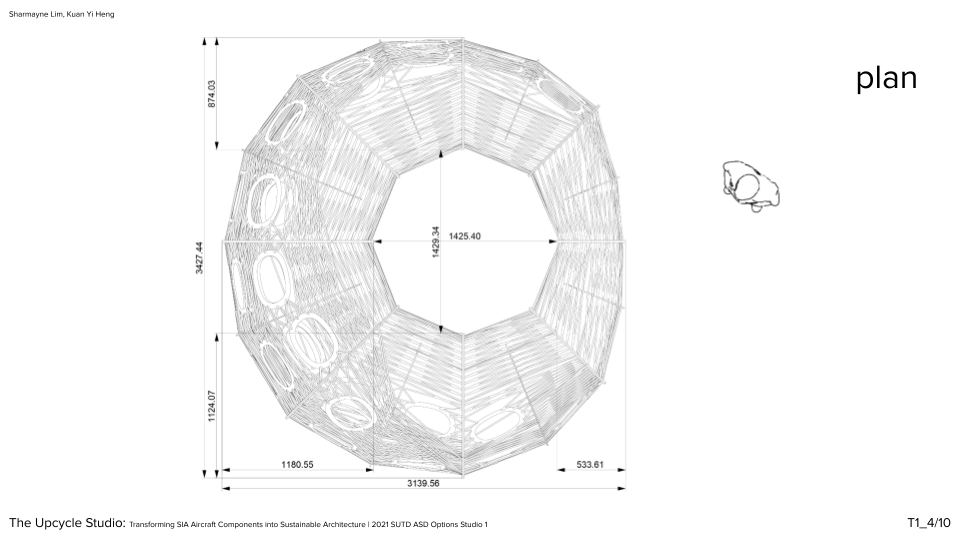 Sharmayne Lim, Kuan Yi Heng
plan
874.03
3427.44
1429.34
1425.40
1124.07
1180.55
533.61
3139.56
The Upcycle Studio: Transforming SIA Aircraft Components into Sustainable Architecture | 2021 SUTD ASD Options Studio 1
T1_4/10